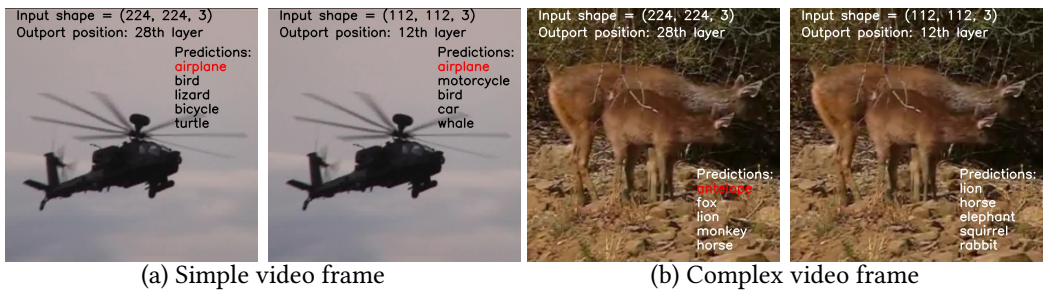 Input shape = (224, 224, 3)
Outport position: 28th layer
Predictions:
airplane
bird
lizard
bicycle
turtle
Input shape = (112, 112, 3)
Outport position: 12th layer
Predictions:
airplane
motorcycle
bird
car
whale
(a) Simple video frame
Input shape = (224, 224, 3)
Outport position: 28th layer
Predictions:
antelope
fox
lion
monkey
horse
Input shape = (112, 112, 3)
Outport position: 12th layer
Predictions:
lion
horse
elephant
squirrel
rabbit
(b) Complex video frame